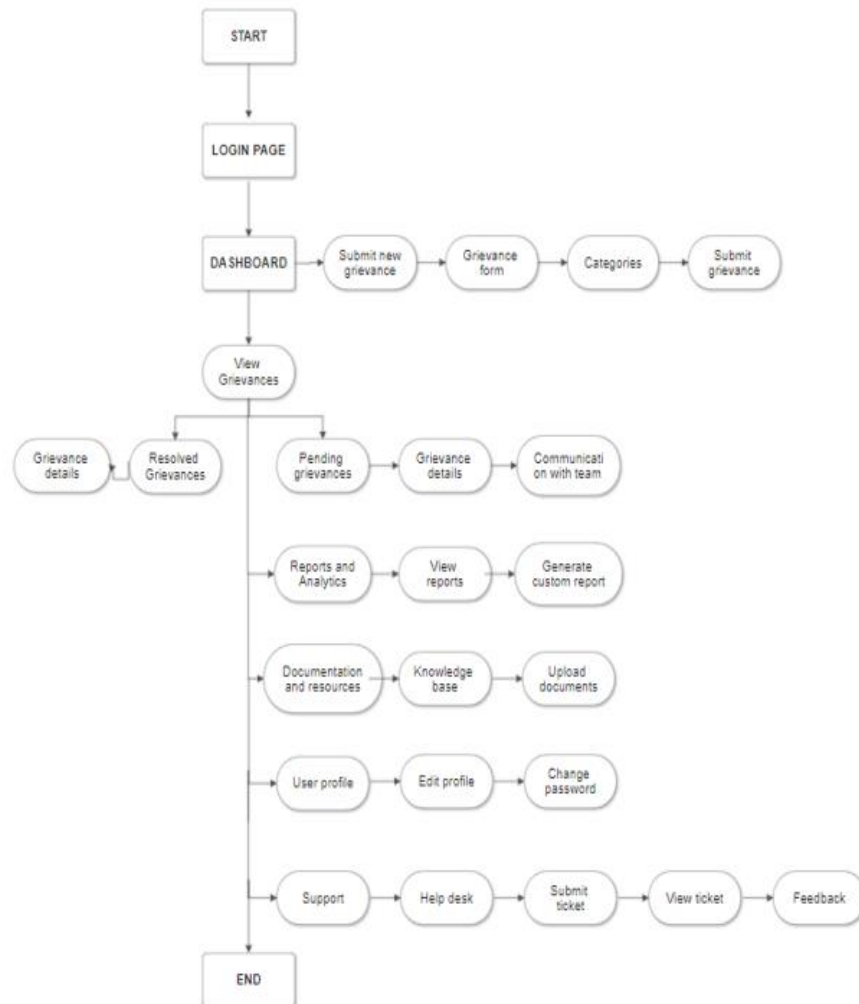 START
LOGIN PAGE
DASHBOARD
Submit new
grievance
Grievance
form
Categories
Submit
grievance
View
Grievances
Grievance
details
Resolved
Grievances
Pending
grievances
Grievance
details
Communicati
on with team
Reports and
Analytics
View
reports
Generate
custom report
Documentation
and resources
Knowledge
base
Upload
documents
User profile
Edit profile
Change
password
Support
Help desk
Submit
ticket
View ticket
Feedback
END